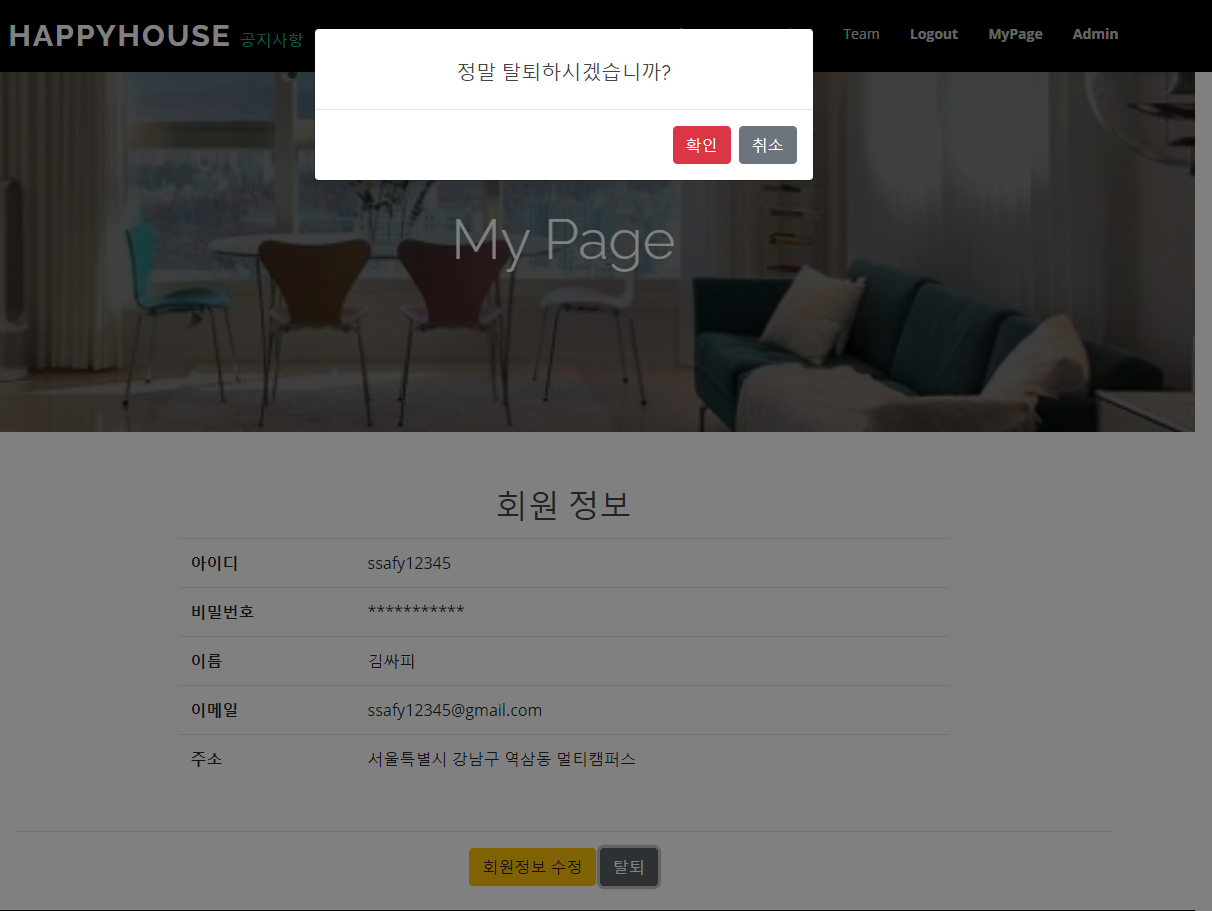 HAPPYHOUSE 공지사항 Team Logout MyPage Admin
정말 탈퇴하시겠습니까?
확인 취소
My Page
회원 정보
아이디 ssafy12345
비밀번호 ***********
이름 김싸피
이메일 ssafy12345@gmail.com
주소 서울특별시 강남구 역삼동 멀티캠퍼스
회원정보 수정 탈퇴